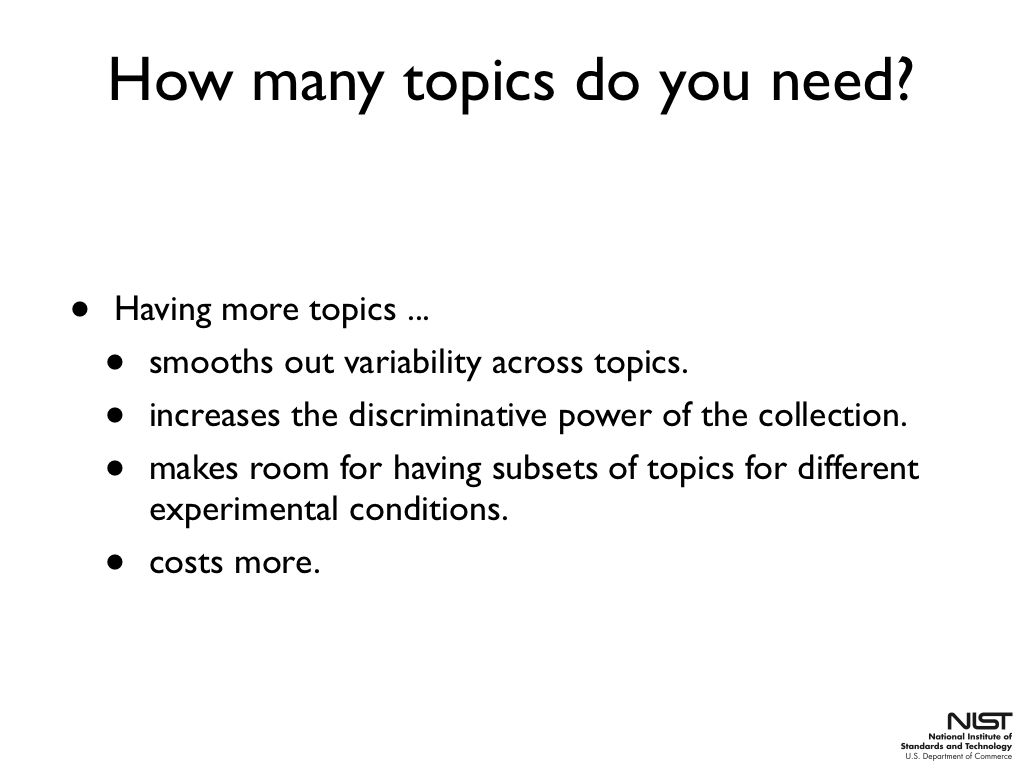 How many topics do you need?
• Having more topics ...
• smooths out variability across topics.
• increases the discriminative power of the collection.
• makes room for having subsets of topics for different
experimental conditions.
• costs more.
NIST
National Institute of
Standards and Technology
U.S. Department of Commerce